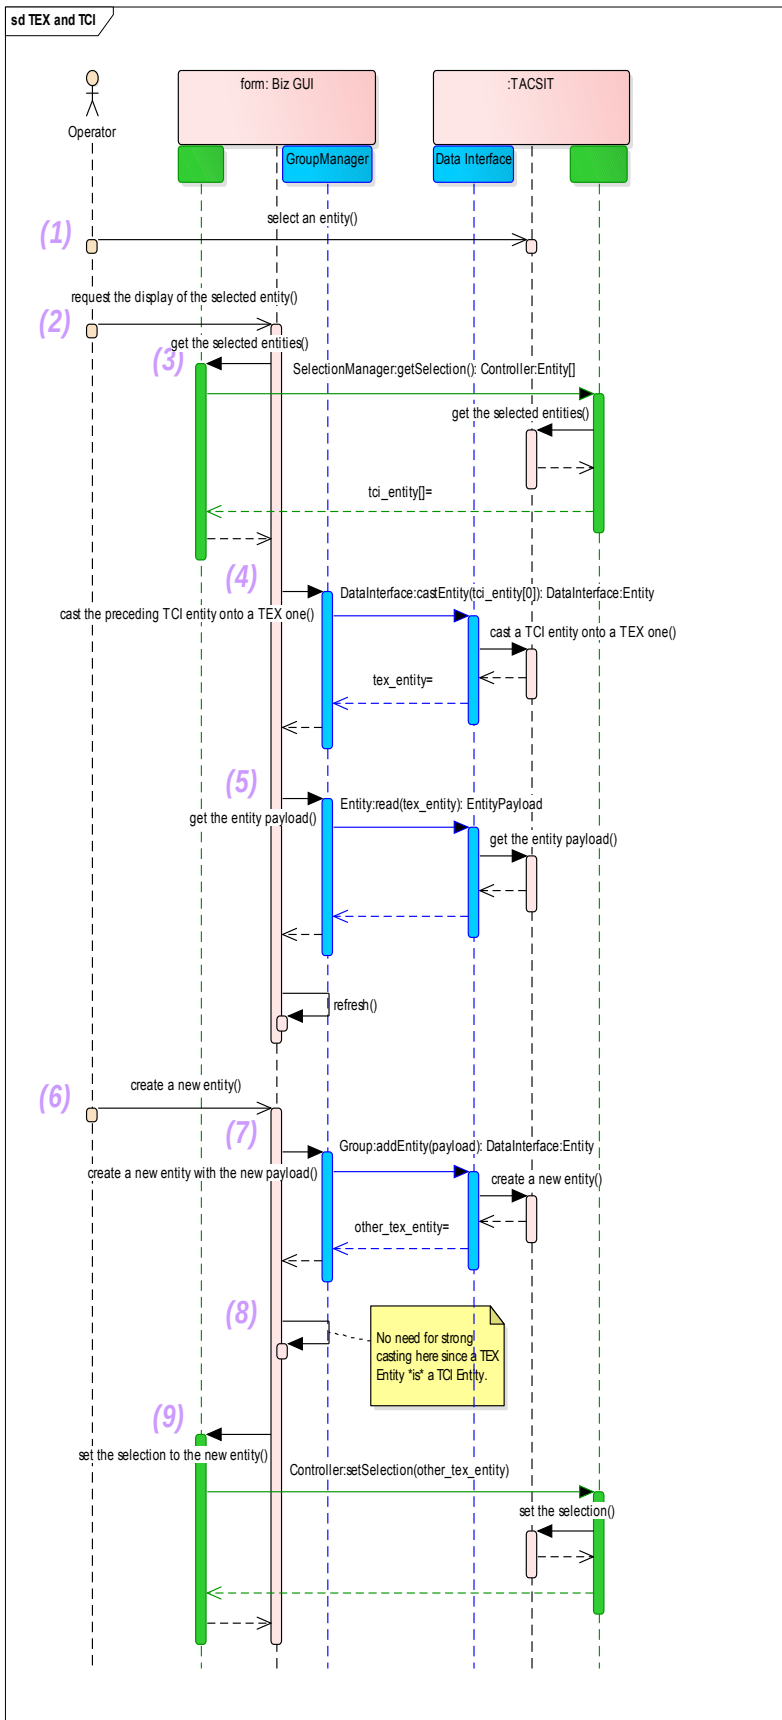 sd TEX and TCI
form: Biz GUI
:TACSIT
Operator
GroupManager
Data Interface
select an entity()
(1)
request the display of the selected entity()
(2)
get the selected entities()
(3)
SelectionManager:getSelection(): Controller:Entity[]
get the selected entities()
tci_entity[]=
(4)
DataInterface:castEntity(tci_entity[0]): DataInterface:Entity
cast the preceding TCI entity onto a TEX one()
cast a TCI entity onto a TEX one()
tex_entity=
(5)
Entity:read(tex_entity): EntityPayload
get the entity payload()
get the entity payload()
refresh()
create a new entity()
(6)
(7)
Group:addEntity(payload): DataInterface:Entity
create a new entity with the new payload()
create a new entity()
other_tex_entity=
(8)
No need for strong
casting here since a TEX
Entity *is* a TCI Entity.
(9)
set the selection to the new entity()
Controller:setSelection(other_tex_entity)
set the selection()